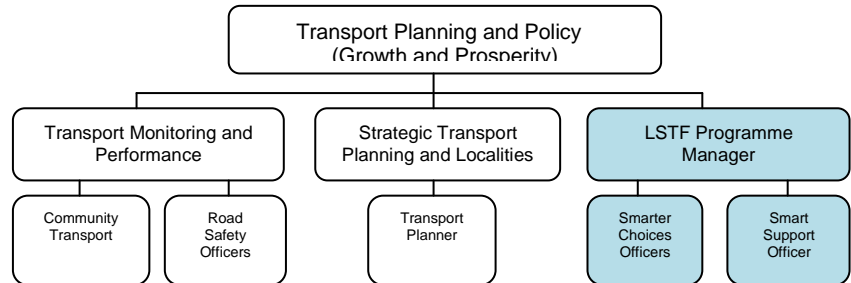 Transport Planning and Policy
(Growth and Prosperity)
Transport Monitoring and
Performance
Strategic Transport
Planning and Localities
LSTF Programme
Manager
Community
Transport
Road
Safety
Officers
Transport
Planner
Smarter
Choices
Officers
Smart
Support
Officer